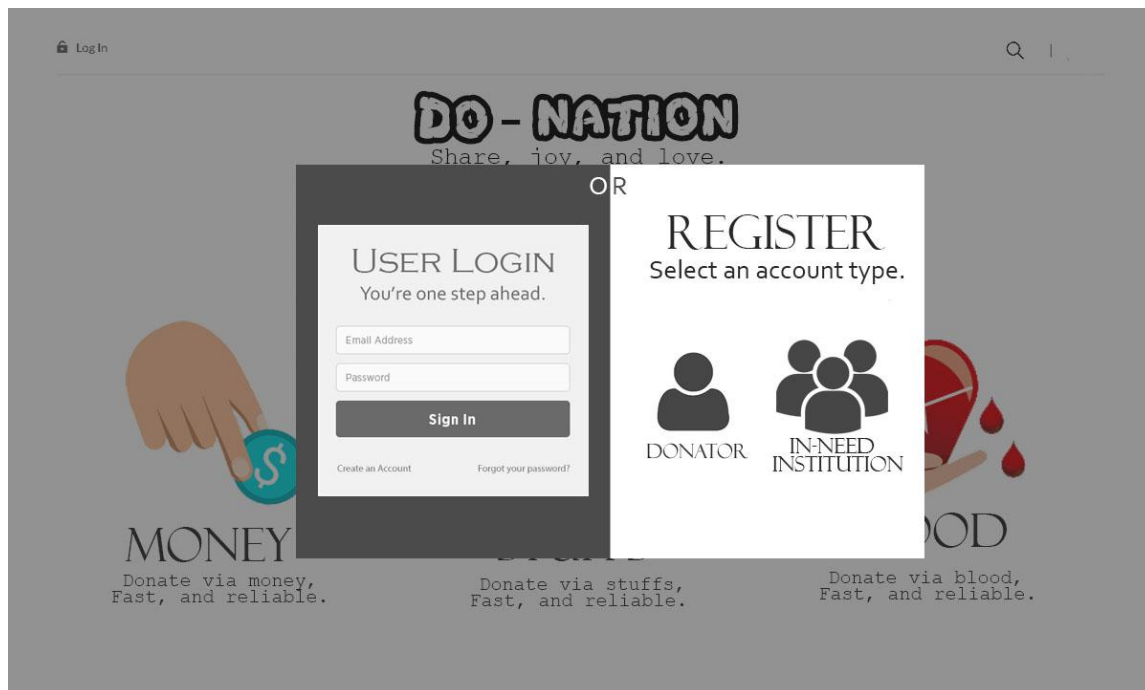 Log In
DO - NATION
Share, joy, and love.
OR
USER LOGIN
You're one step ahead.
Email Address
Password
Sign In
Create an Account
Forgot your password?
REGISTER
Select an account type.
DONATOR
IN-NEED
INSTITUTION
MONEY
Donate via money,
Fast, and reliable.
Donate via stuffs,
Fast, and reliable.
OOD
Donate via blood,
Fast, and reliable.